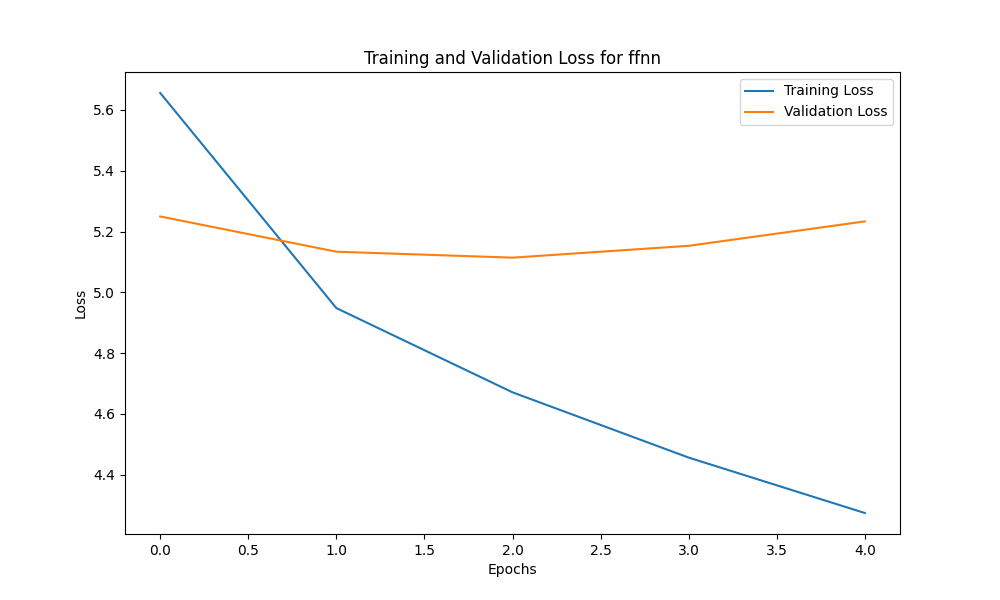 Training and Validation Loss for ffnn
Training Loss
Validation Loss
5.6
5.4
5.2
5.0
4.8
4.6
4.4
Loss
0.0 0.5 1.0 1.5 2.0 2.5 3.0 3.5 4.0
Epochs